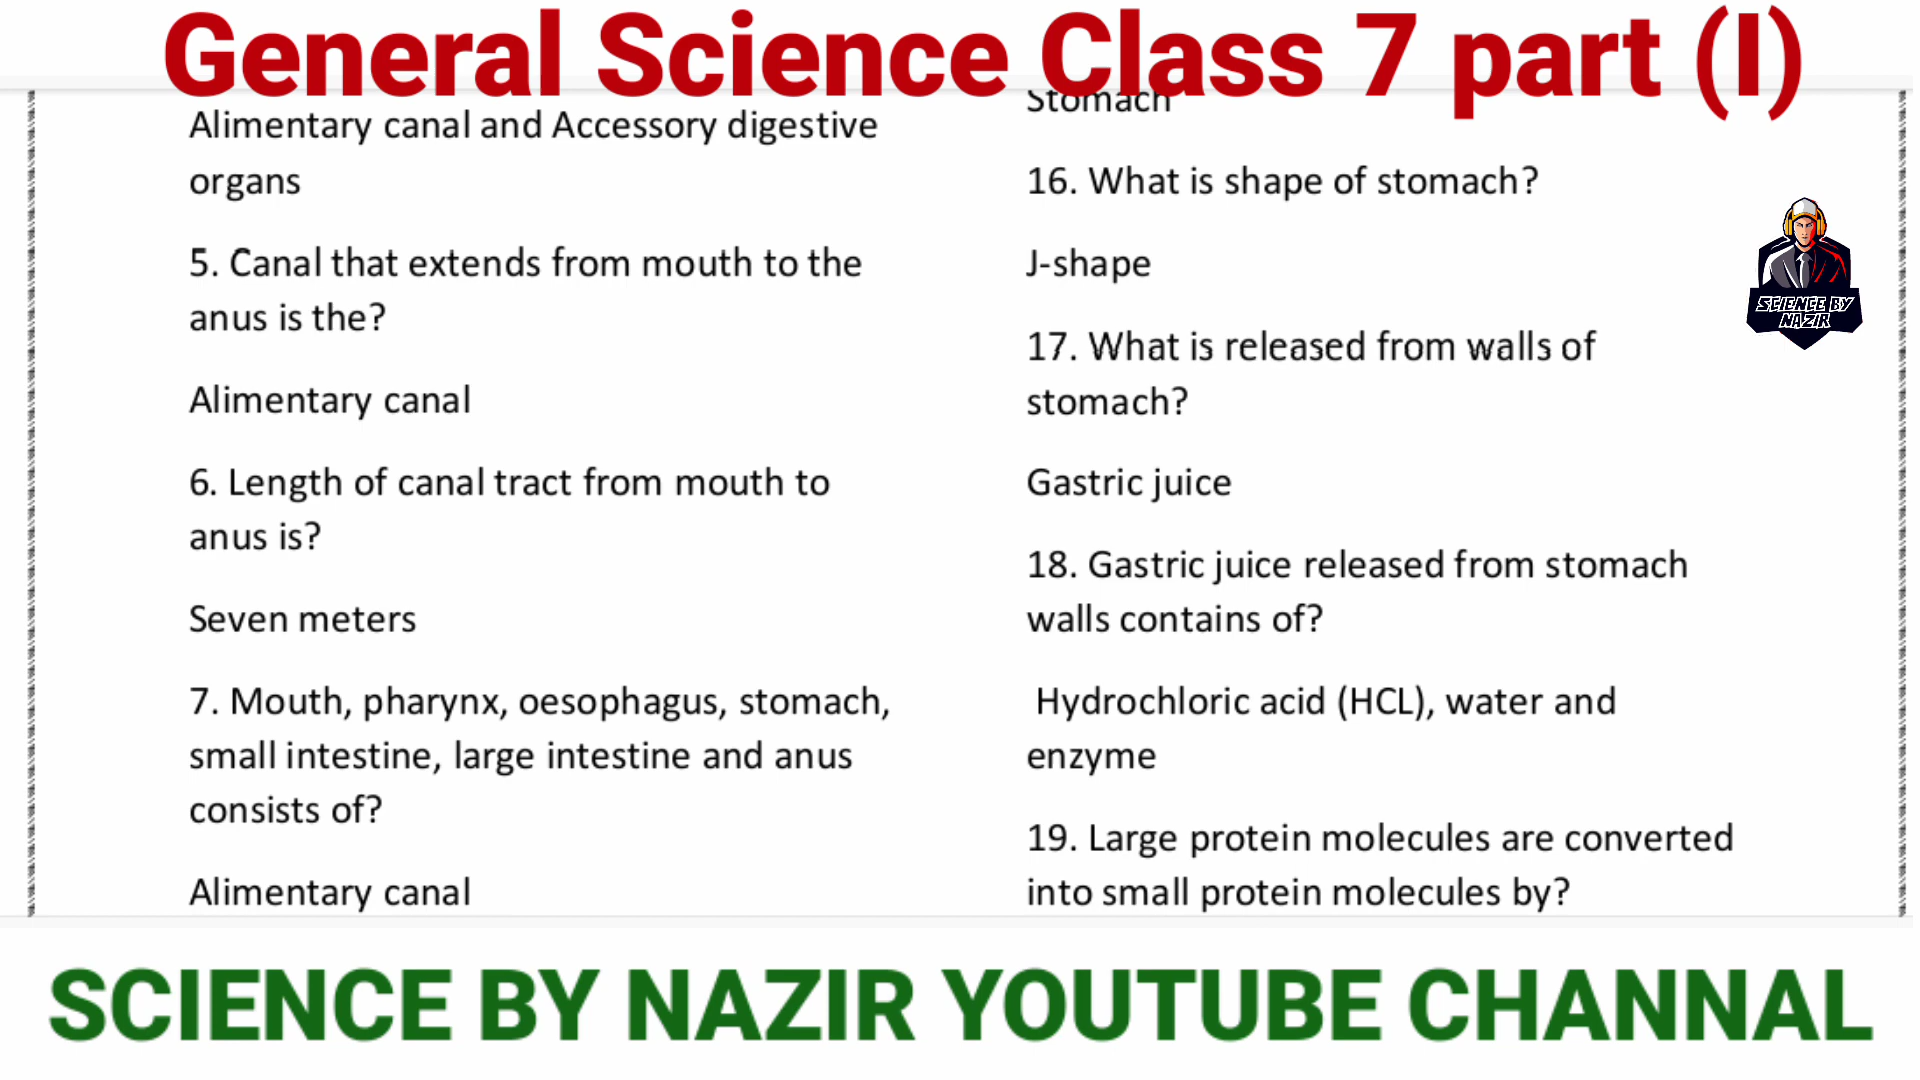 General Science Class 7 part (I)
Alimentary canal and Accessory digestive
organs
5. Canal that extends from mouth to the
anus is the?
Alimentary canal
6. Length of canal tract from mouth to
anus is?
Seven meters
7. Mouth, pharynx, oesophagus, stomach,
small intestine, large intestine and anus
consists of?
Alimentary canal
Stomach
16. What is shape of stomach?
J-shape
17. What is released from walls of
stomach?
Gastric juice
18. Gastric juice released from stomach
walls contains of?
Hydrochloric acid (HCL), water and
enzyme
19. Large protein molecules are converted
into small protein molecules by?
SCIENCE BY
NAZIR
SCIENCE BY NAZIR YOUTUBE CHANNAL